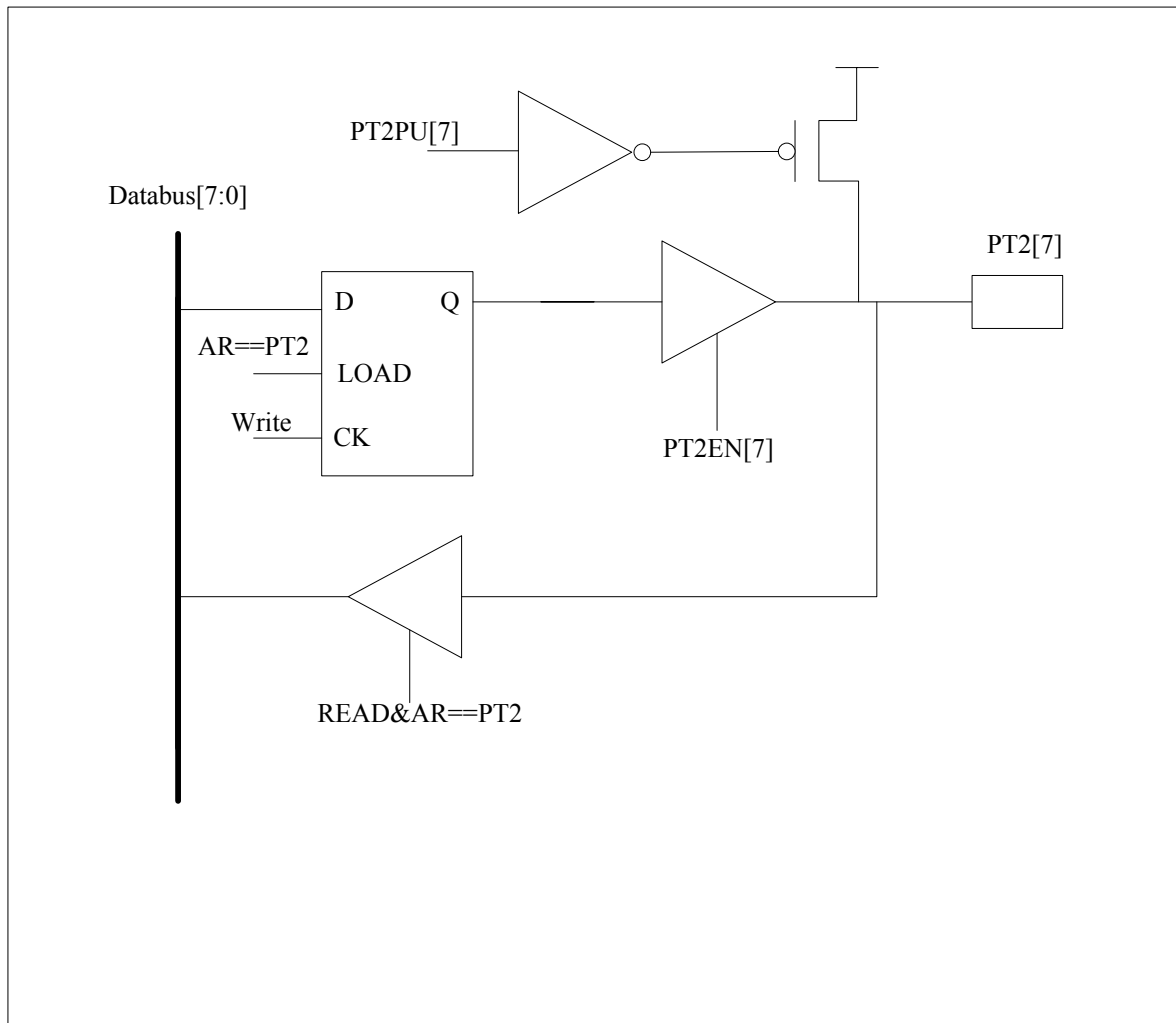 PT2PU[7]
Databus[7:0]
PT2[7]
D
Q
AR==PT2
LOAD
Write
CK
PT2EN[7]
READ&AR==PT2